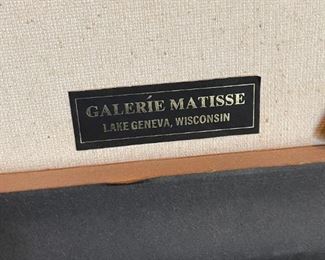 GALERÍE MATISSE
LAKE GENEVA, WISCONSIN